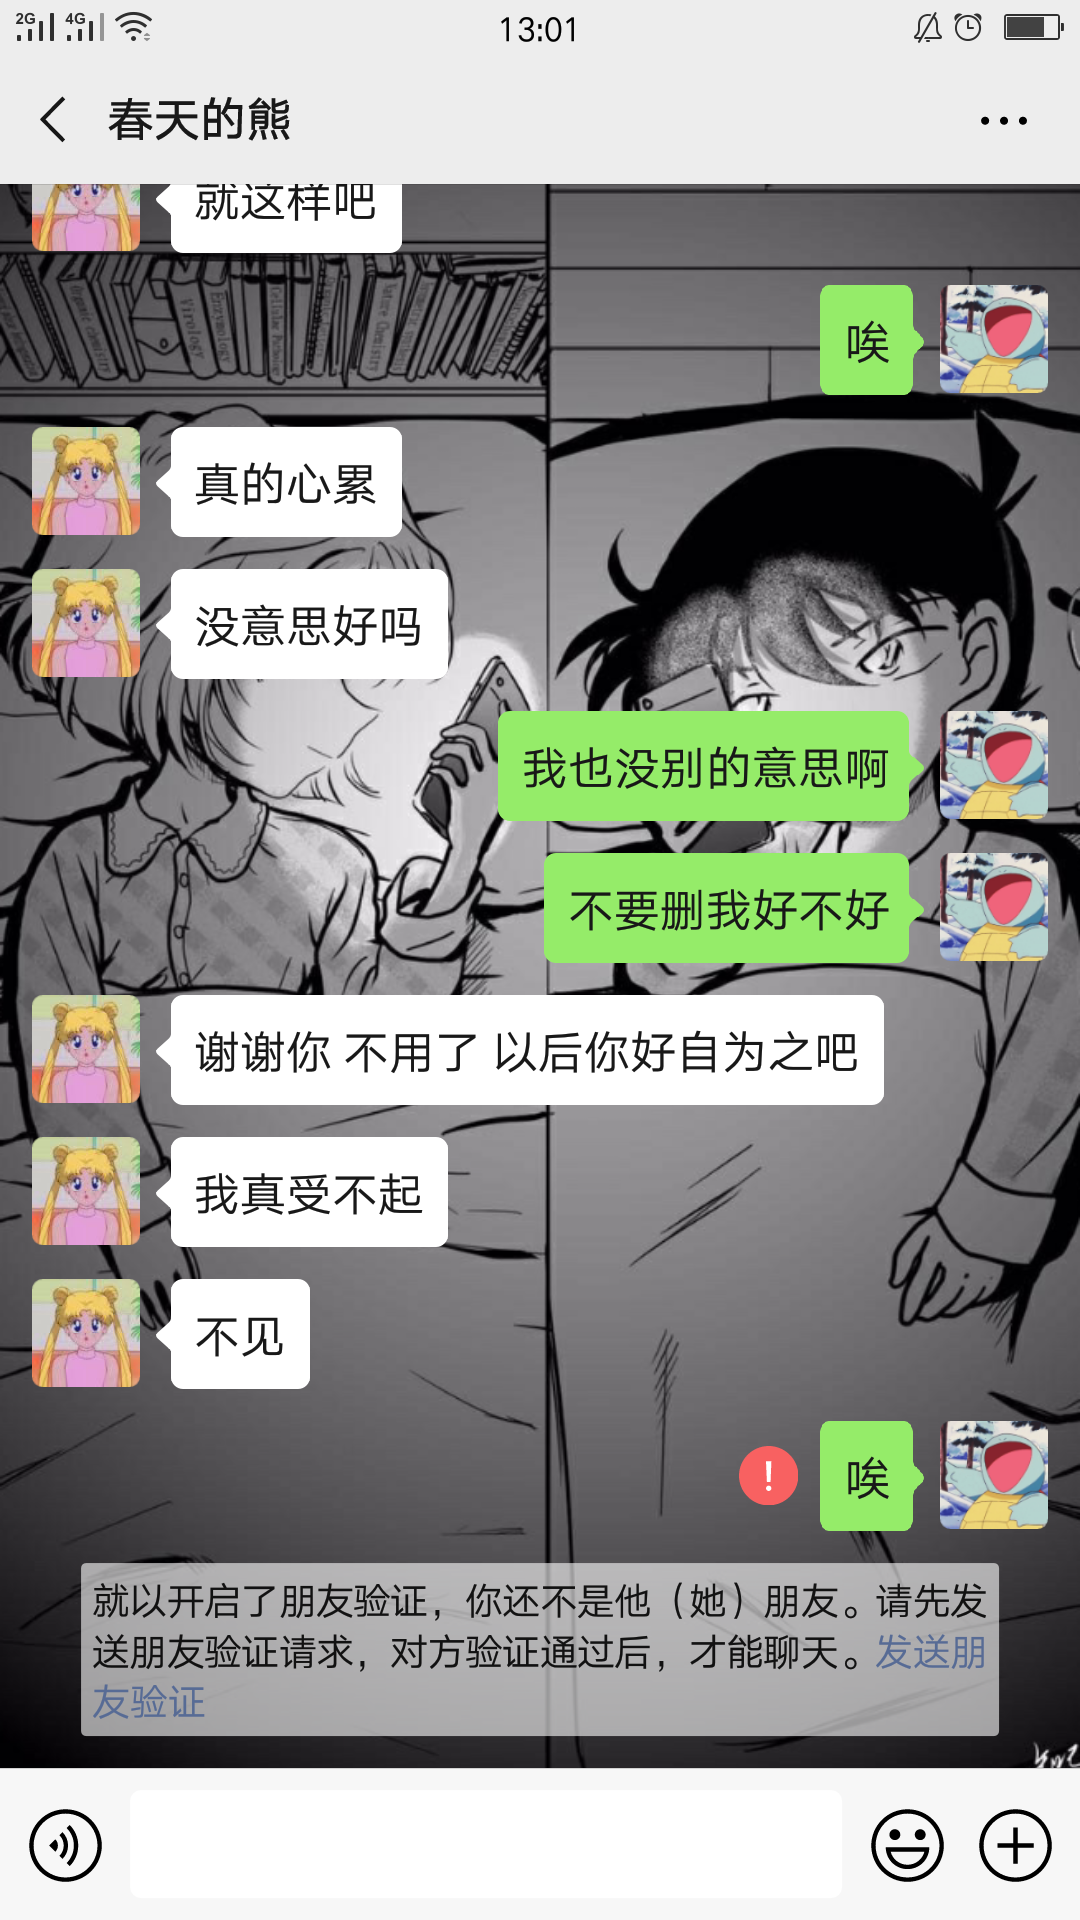 2G 4G 13:01
春天的熊
就这样吧
唉
真的心累
没意思好吗
我也没别的意思啊
不要删我好不好
谢谢你 不用了 以后你好自为之吧
我真受不起
不见
! 唉
就以开启了朋友验证，你还不是他（她）朋友。请先发
送朋友验证请求，对方验证通过后，才能聊天。发送朋
友验证
Organic chemistry
Virology
Enzymology